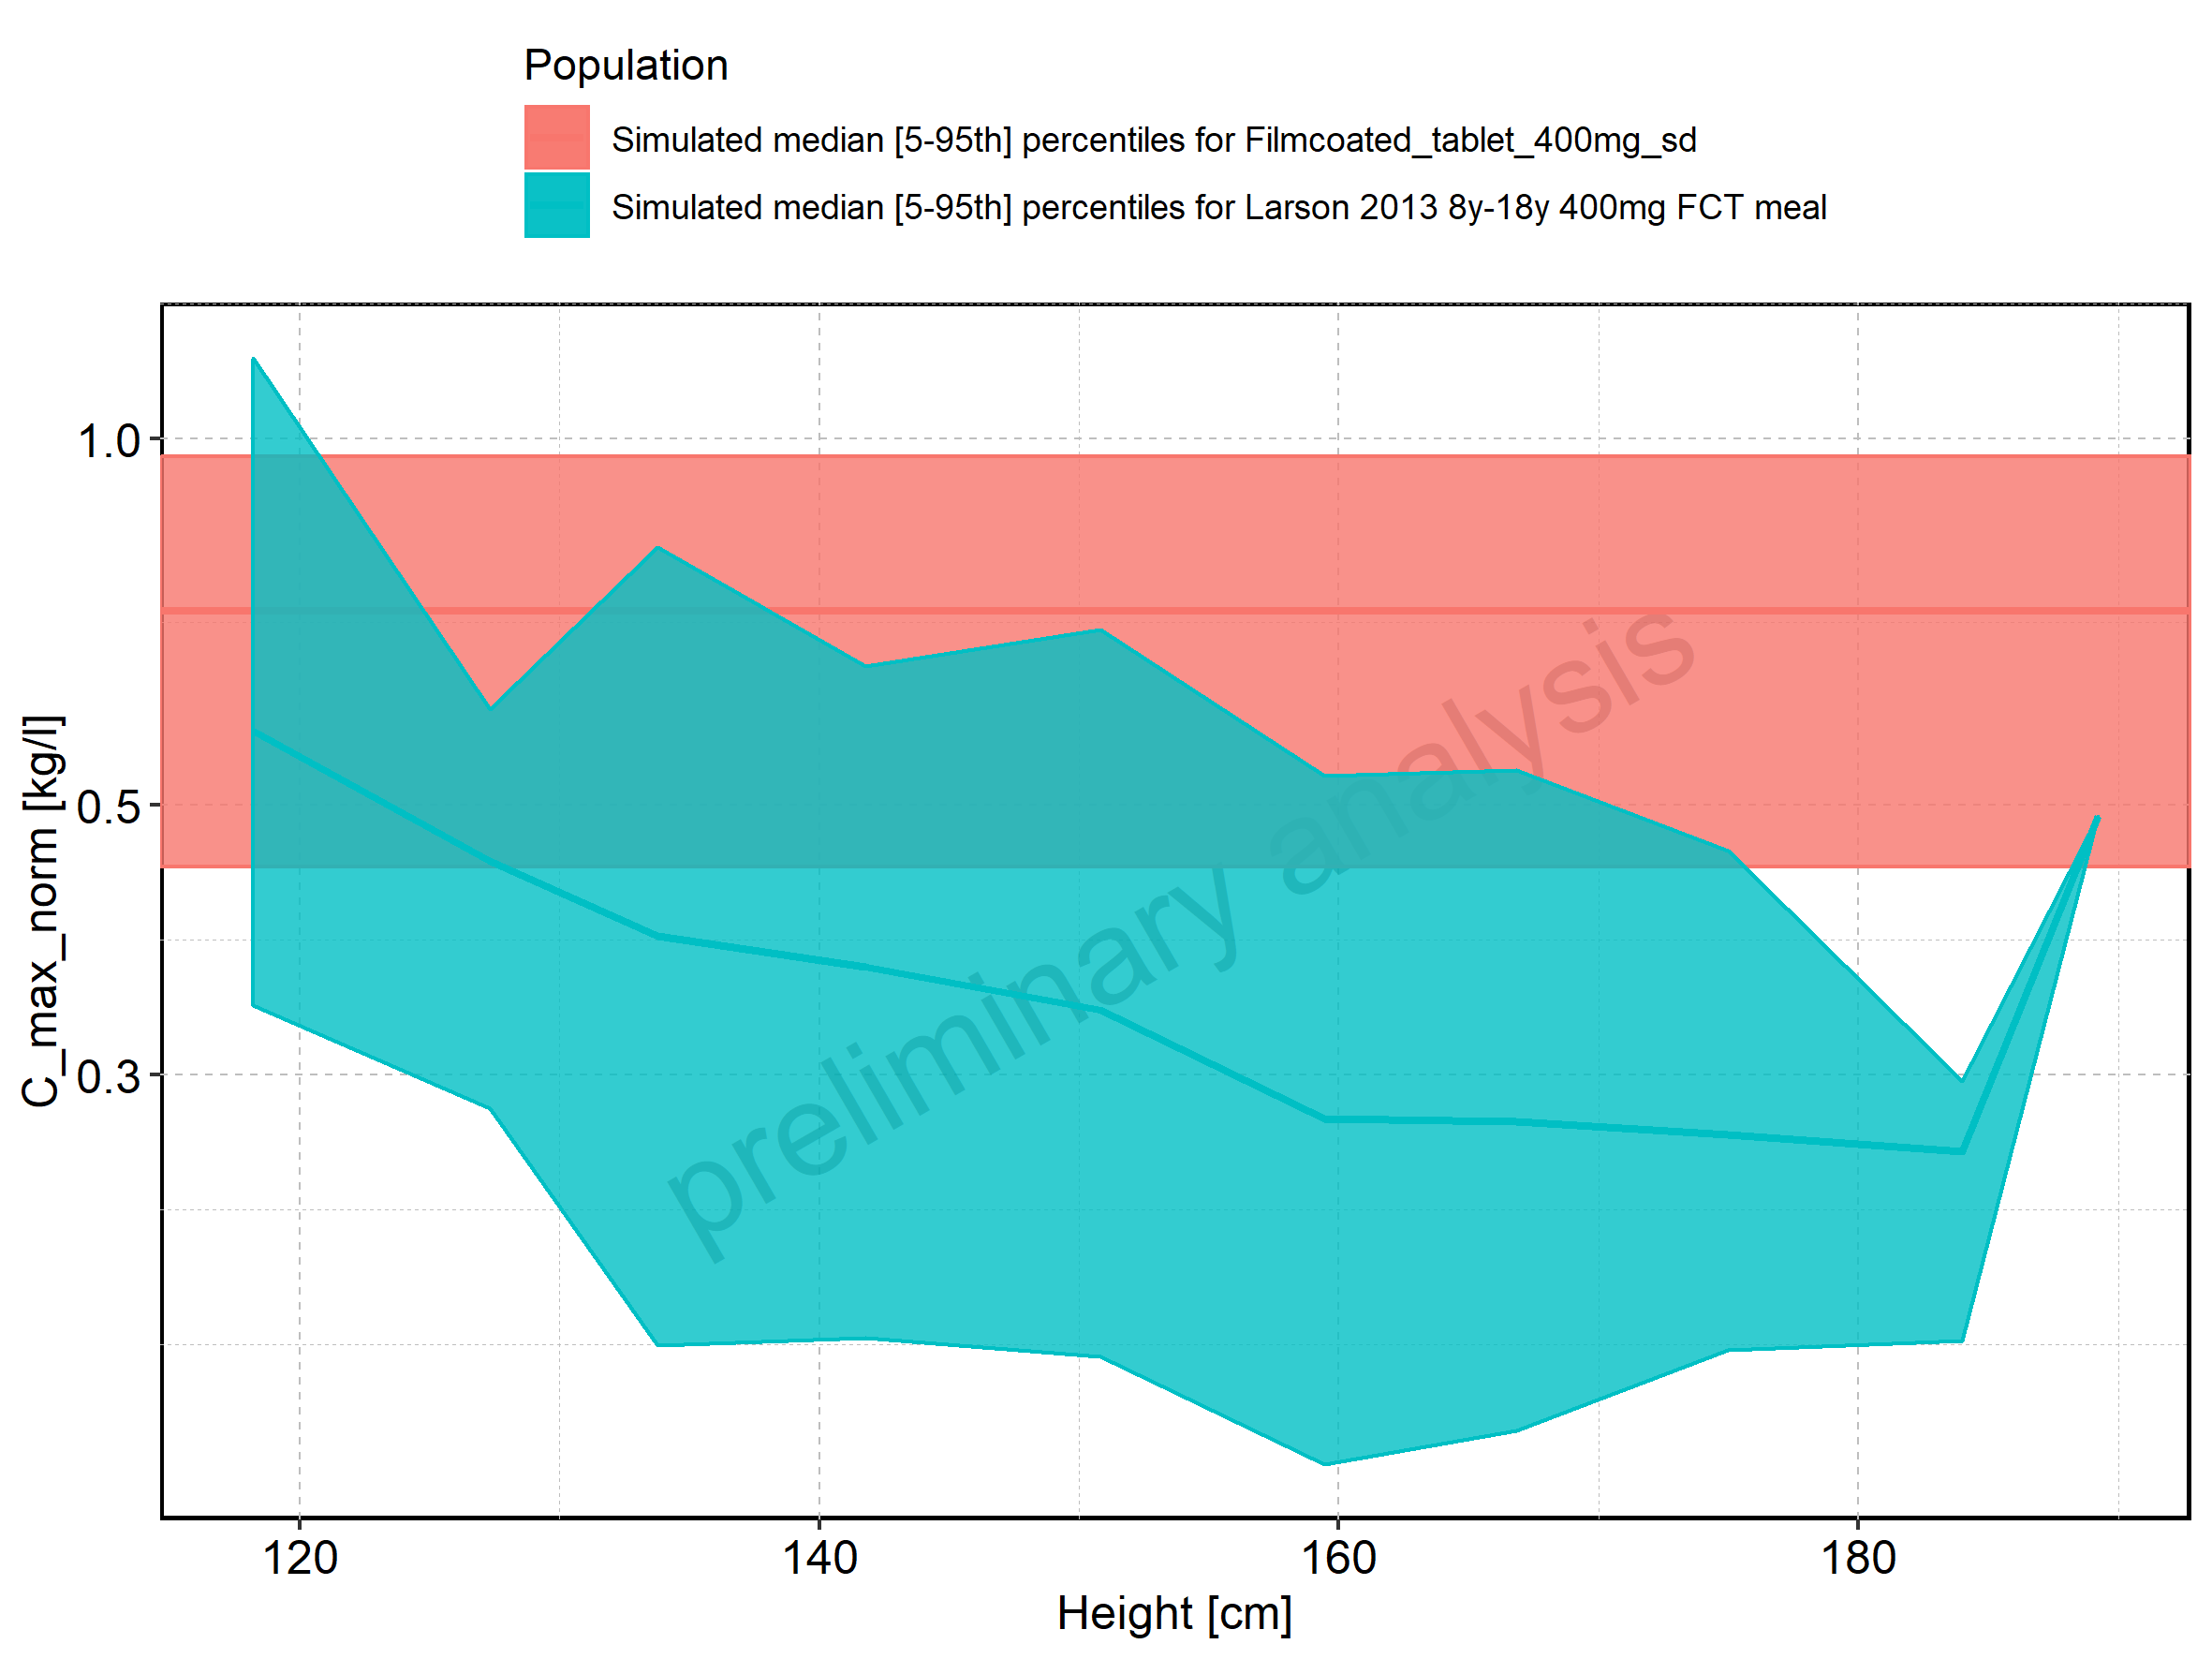 Population
Simulated median [5-95th] percentiles for Filmcoated_tablet_400mg_sd
Simulated median [5-95th] percentiles for Larson 2013 8y-18y 400mg FCT meal
1.0
0.5
0.3
C_max_norm [kg/l]
preliminary analysis
120 140 160 180
Height [cm]